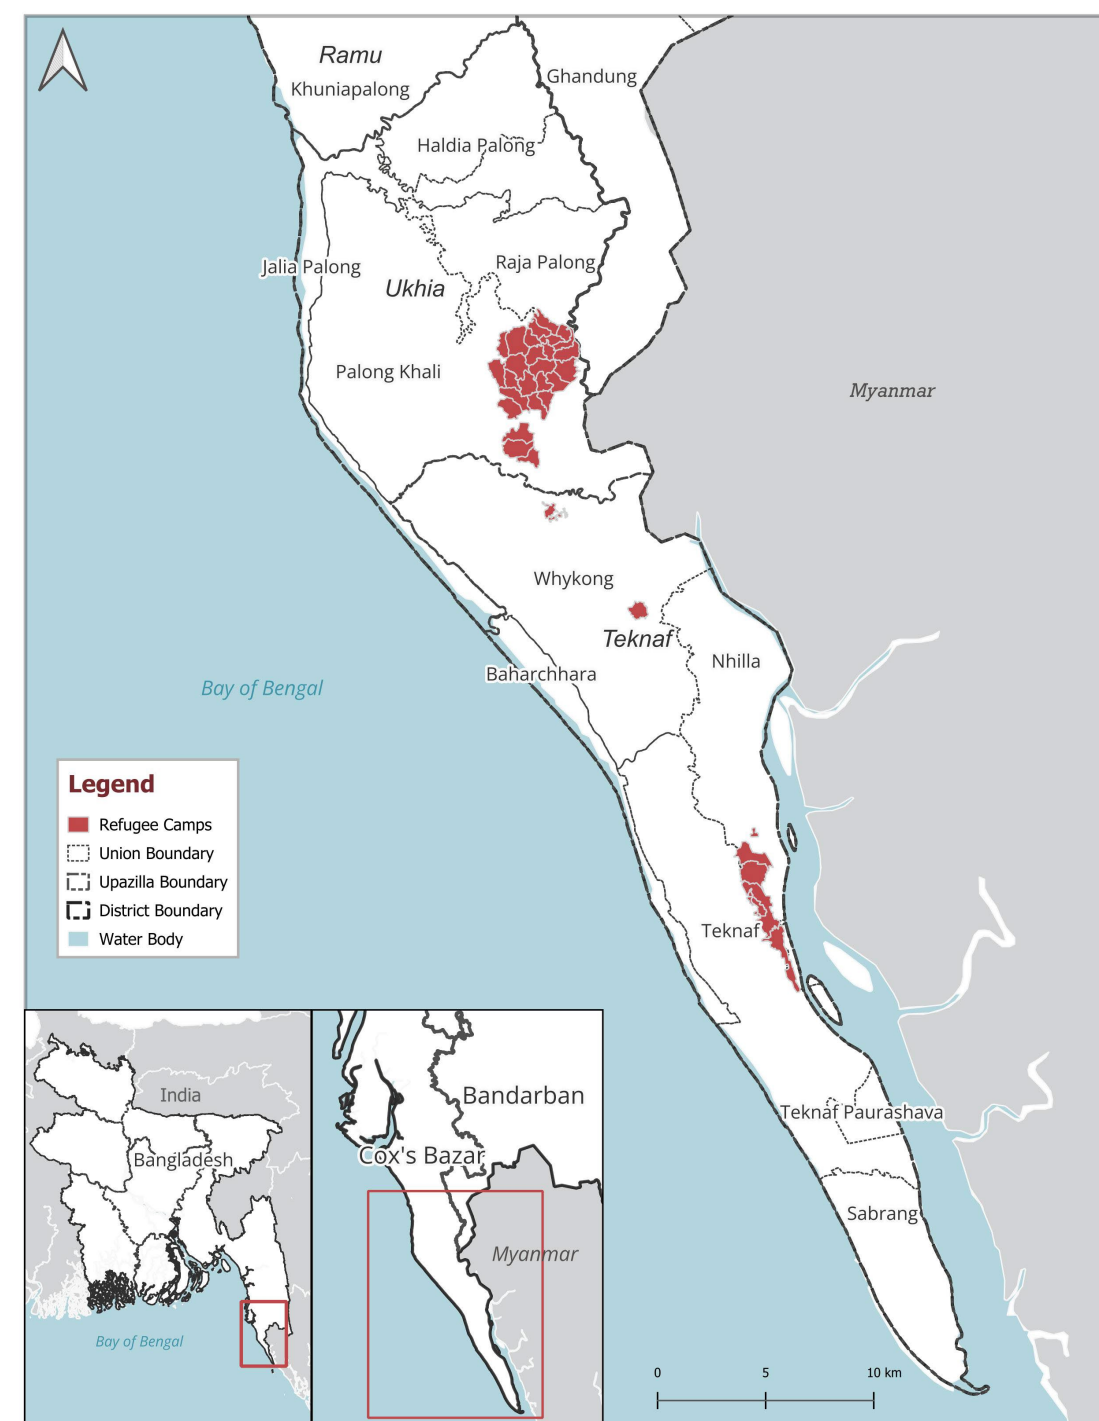 Ramu
Khuniapalong
Ghandung
Haldia Palong
Jalia Palong
Raja Palong
Ukhia
Palong Khali
Myanmar
Whykong
Teknaf
Nhilla
Baharchhara
Bay of Bengal
Legend
Refugee Camps
Union Boundary
Upazilla Boundary
District Boundary
Water Body
Teknaf
Teknaf Paurashava
Sabrang
India
Bangladesh
Bay of Bengal
Bandarban
Cox's Bazar
Myanmar
0 5 10 km